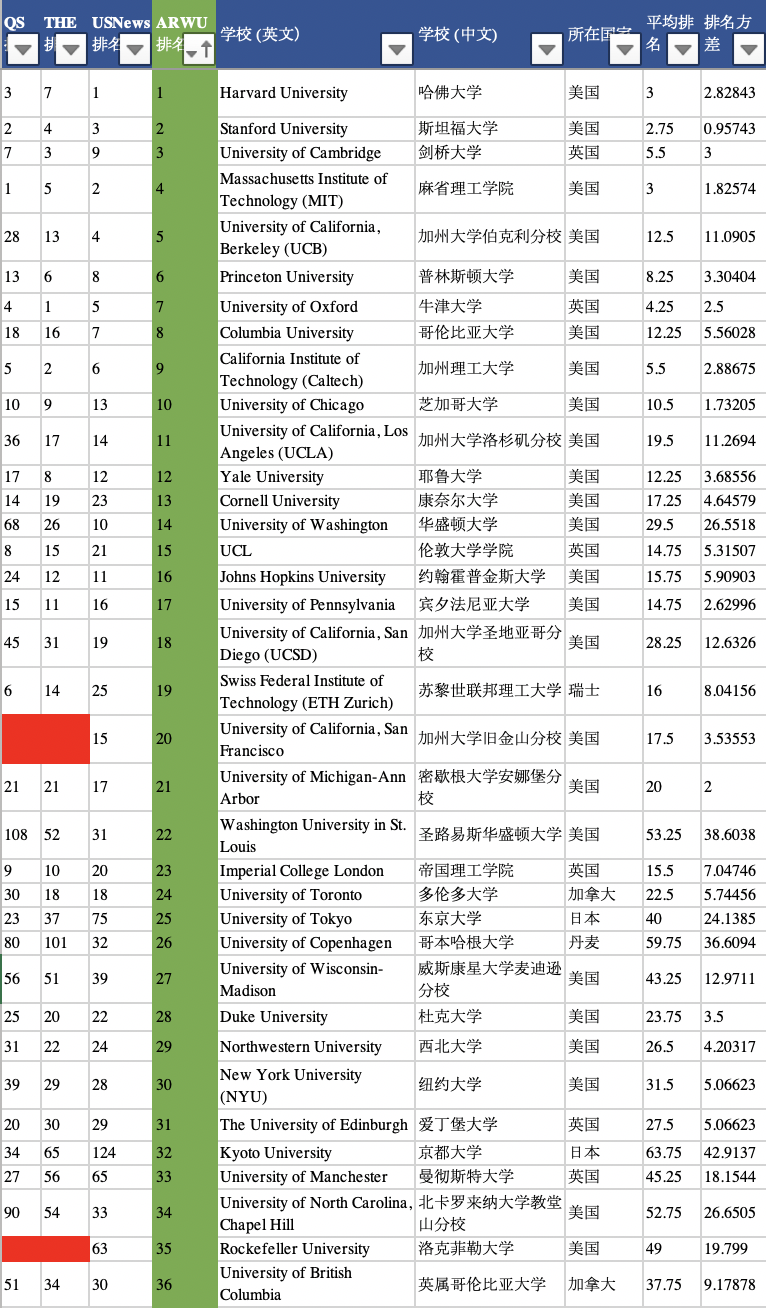 QS THE USNews ARWU 学校 (英文) 学校 (中文) 所在国家 平均排名 排名方差
排名 排名
3 7 1 1 Harvard University 哈佛大学 美国 3 2.82843
2 4 3 2 Stanford University 斯坦福大学 美国 2.75 0.95743
7 3 9 3 University of Cambridge 剑桥大学 英国 5.5 3
1 5 2 4 Massachusetts Institute of Technology (MIT) 麻省理工学院 美国 3 1.82574
28 13 4 5 University of California, Berkeley (UCB) 加州大学伯克利分校 美国 12.5 11.0905
13 6 8 6 Princeton University 普林斯顿大学 美国 8.25 3.30404
4 1 5 7 University of Oxford 牛津大学 英国 4.25 2.5
18 16 7 8 Columbia University 哥伦比亚大学 美国 12.25 5.56028
5 2 6 9 California Institute of Technology (Caltech) 加州理工大学 美国 5.5 2.88675
10 9 13 10 University of Chicago 芝加哥大学 美国 10.5 1.73205
36 17 14 11 University of California, Los Angeles (UCLA) 加州大学洛杉矶分校 美国 19.5 11.2694
17 8 12 12 Yale University 耶鲁大学 美国 12.25 3.68556
14 19 23 13 Cornell University 康奈尔大学 美国 17.25 4.64579
68 26 10 14 University of Washington 华盛顿大学 美国 29.5 26.5518
8 15 21 15 UCL 伦敦大学学院 英国 14.75 5.31507
24 12 11 16 Johns Hopkins University 约翰霍普金斯大学 美国 15.75 5.90903
15 11 16 17 University of Pennsylvania 宾夕法尼亚大学 美国 14.75 2.62996
45 31 19 18 University of California, San Diego (UCSD) 加州大学圣地亚哥分校 美国 28.25 12.6326
6 14 25 19 Swiss Federal Institute of Technology (ETH Zurich) 苏黎世联邦理工大学 瑞士 16 8.04156
15 20 University of California, San Francisco 加州大学旧金山分校 美国 17.5 3.53553
21 21 17 21 University of Michigan-Ann Arbor 密歇根大学安娜堡分校 美国 20 2
108 52 31 22 Washington University in St. Louis 圣路易斯华盛顿大学 美国 53.25 38.6038
9 10 20 23 Imperial College London 帝国理工学院 英国 15.5 7.04746
30 18 18 24 University of Toronto 多伦多大学 加拿大 22.5 5.74456
23 37 75 25 University of Tokyo 东京大学 日本 40 24.1385
80 101 32 26 University of Copenhagen 哥本哈根大学 丹麦 59.75 36.6094
56 51 39 27 University of Wisconsin-Madison 威斯康星大学麦迪逊分校 美国 43.25 12.9711
25 20 22 28 Duke University 杜克大学 美国 23.75 3.5
31 22 24 29 Northwestern University 西北大学 美国 26.5 4.20317
39 29 28 30 New York University (NYU) 纽约大学 美国 31.5 5.06623
20 30 29 31 The University of Edinburgh 爱丁堡大学 英国 27.5 5.06623
34 65 124 32 Kyoto University 京都大学 日本 63.75 42.9137
27 56 65 33 University of Manchester 曼彻斯特大学 英国 45.25 18.1544
90 54 33 34 University of North Carolina, Chapel Hill 北卡罗来纳大学教堂山分校 美国 52.75 26.6505
63 35 Rockefeller University 洛克菲勒大学 美国 49 19.799
51 34 30 36 University of British Columbia 英属哥伦比亚大学 加拿大 37.75 9.17878